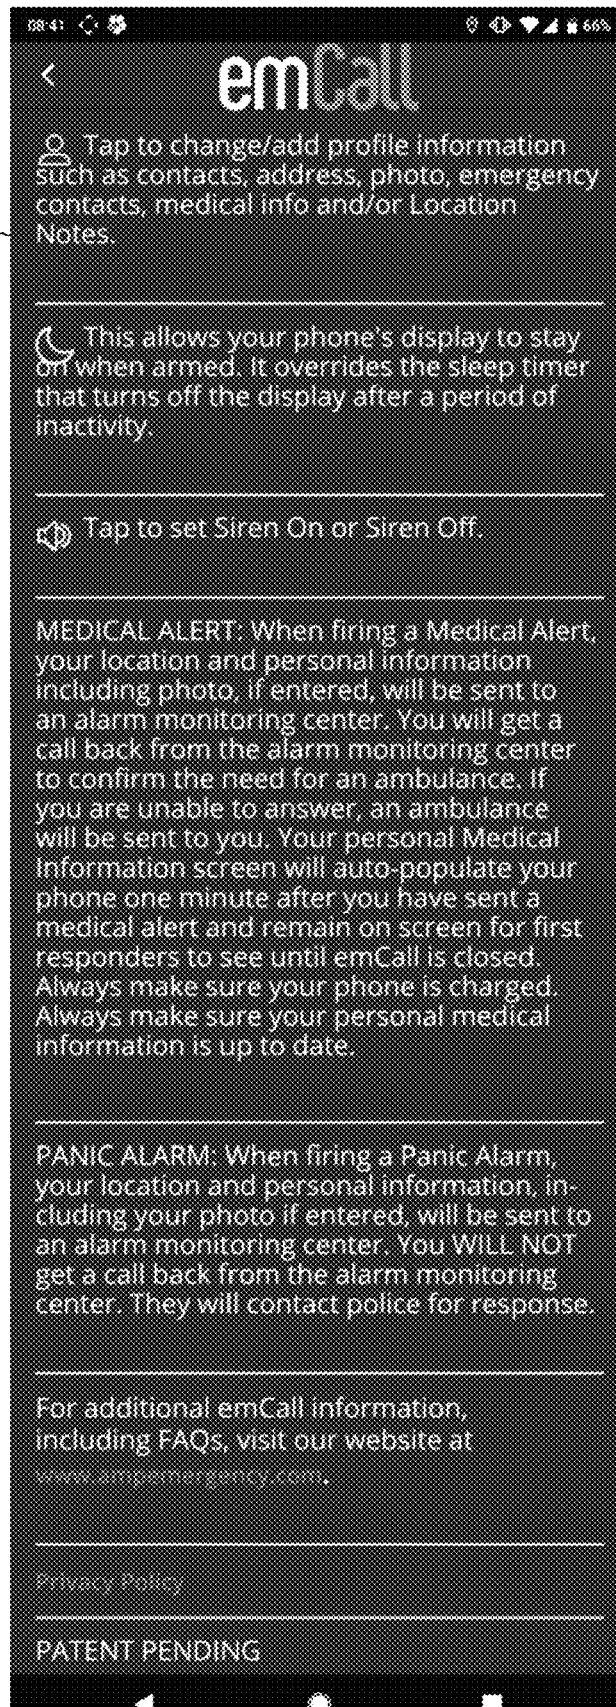 08:41 66%
emCall
Tap to change/add profile information
such as contacts, address, photo, emergency
contacts, medical info and/or Location
Notes.
This allows your phone's display to stay
on when armed. It overrides the sleep timer
that turns off the display after a period of
inactivity.
Tap to set Siren On or Siren Off.
MEDICAL ALERT: When firing a Medical Alert,
your location and personal information
including photo, if entered, will be sent to
an alarm monitoring center. You will get a
call back from the alarm monitoring center
to confirm the need for an ambulance. If
you are unable to answer, an ambulance
will be sent to you. Your personal Medical
Information screen will auto-populate your
phone one minute after you have sent a
medical alert and remain on screen for first
responders to see until emCall is closed.
Always make sure your phone is charged.
Always make sure your personal medical
information is up to date.
PANIC ALARM: When firing a Panic Alarm,
your location and personal information, in-
cluding your photo if entered, will be sent to
an alarm monitoring center. You WILL NOT
get a call back from the alarm monitoring
center. They will contact police for response.
For additional emCall information,
including FAQs, visit our website at
www.ampemergency.com.
Privacy Policy
PATENT PENDING